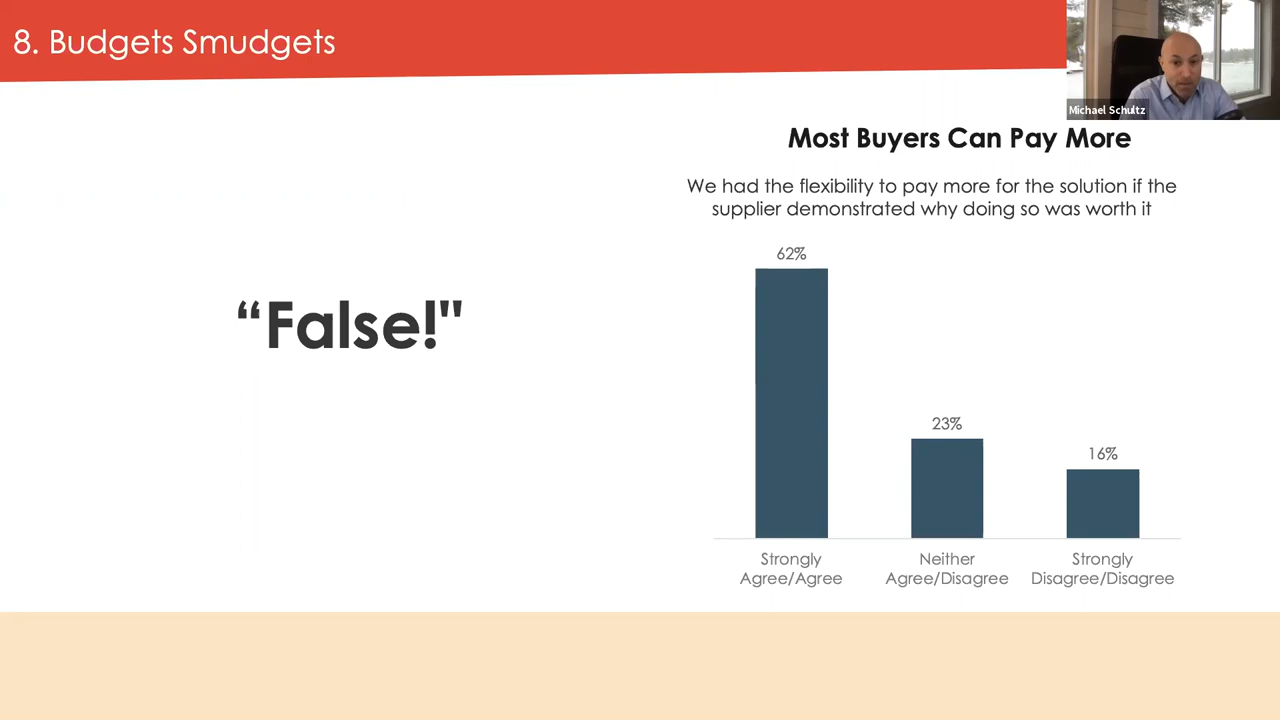 8. Budgets Smudgets
Michael Schultz
Most Buyers Can Pay More
We had the flexibility to pay more for the solution if the
supplier demonstrated why doing so was worth it
“False!"
62%
23%
16%
Strongly
Agree/Agree
Neither
Agree/Disagree
Strongly
Disagree/Disagree